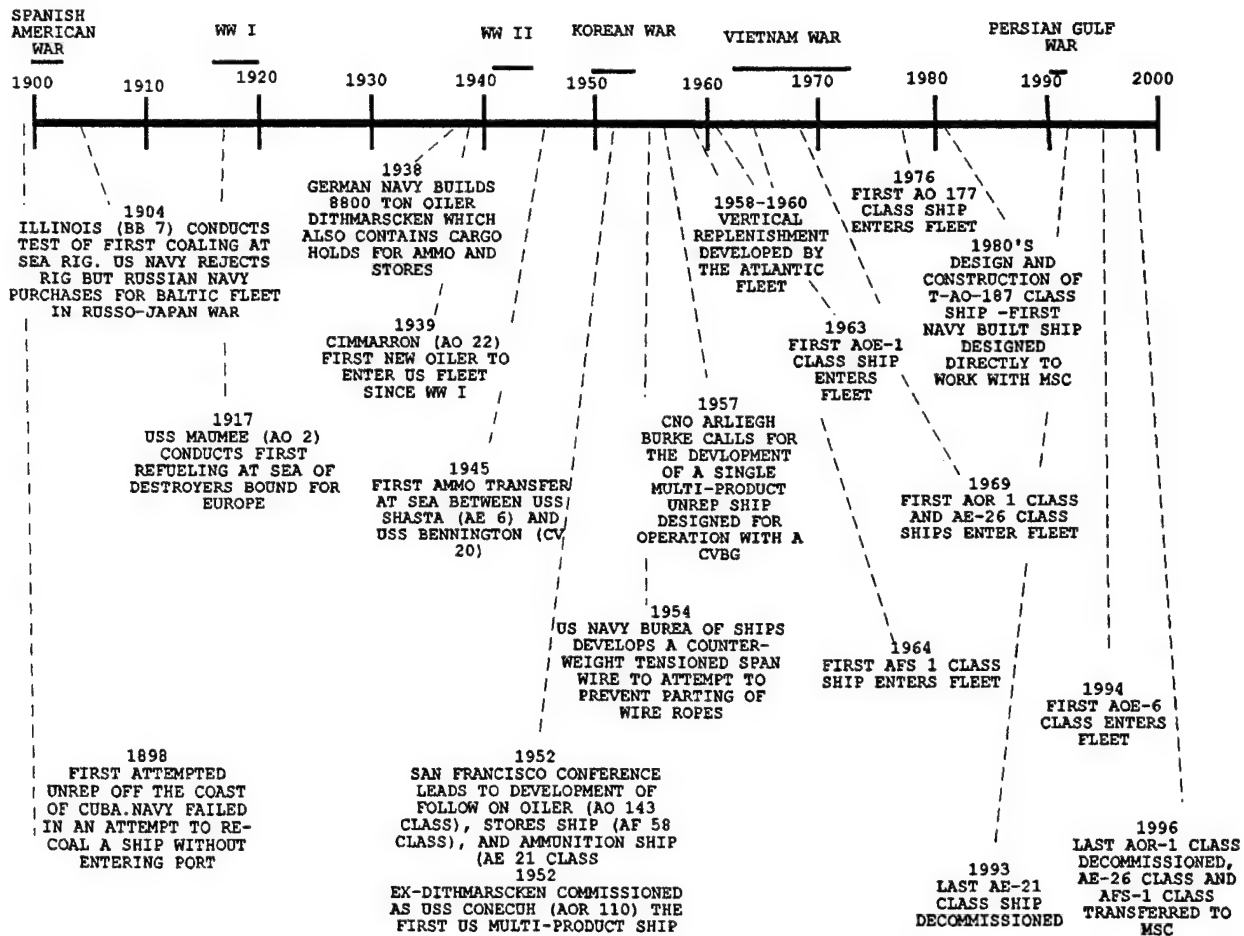 SPANISH
AMERICAN
WAR
WW I
WW II
KOREAN WAR
VIETNAM WAR
PERSIAN GULF
WAR
1900
1910
1920
1930
1940
1950
1960
1970
1980
1990
2000
1904
ILLINOIS (BB 7) CONDUCTS
TEST OF FIRST COALING AT
SEA RIG. US NAVY REJECTS
RIG BUT RUSSIAN NAVY
PURCHASES FOR BALTIC FLEET
IN RUSSO-JAPAN WAR
1917
USS MAUMEE (AO 2)
CONDUCTS FIRST
REFUELING AT SEA OF
DESTROYERS BOUND FOR
EUROPE
1898
FIRST ATTEMPTED
UNREP OFF THE COAST
OF CUBA.NAVY FAILED
IN AN ATTEMPT TO RE-
COAL A SHIP WITHOUT
ENTERING PORT
1938
GERMAN NAVY BUILDS
8800 TON OILER
DITHMARSCKEN WHICH
ALSO CONTAINS CARGO
HOLDS FOR AMMO AND
STORES
1939
CIMMARRON (AO 22)
FIRST NEW OILER TO
ENTER US FLEET
SINCE WW I
1945
FIRST AMMO TRANSFER
AT SEA BETWEEN USS
SHASTA (AE 6) AND
USS BENNINGTON (CV
20)
1952
SAN FRANCISCO CONFERENCE
LEADS TO DEVELOPMENT OF
FOLLOW ON OILER (AO 143
CLASS), STORES SHIP (AF 58
CLASS), AND AMMUNITION SHIP
(AE 21 CLASS
1952
EX-DITHMARSCKEN COMMISSIONED
AS USS CONECUH (AOR 110) THE
FIRST US MULTI-PRODUCT SHIP
1954
US NAVY BUREA OF SHIPS
DEVELOPS A COUNTER-
WEIGHT TENSIONED SPAN
WIRE TO ATTEMPT TO
PREVENT PARTING OF
WIRE ROPES
1957
CNO ARLIEGH
BURKE CALLS FOR
THE DEVLOPMENT
OF A SINGLE
MULTI-PRODUCT
UNREP SHIP
DESIGNED FOR
OPERATION WITH A
CVBG
1958-1960
VERTICAL
REPLENISHMENT
DEVELOPED BY
THE ATLANTIC
FLEET
1963
FIRST AOE-1
CLASS SHIP
ENTERS
FLEET
1964
FIRST AFS 1 CLASS
SHIP ENTERS FLEET
1969
FIRST AOR 1 CLASS
AND AE-26 CLASS
SHIPS ENTER FLEET
1976
FIRST AO 177
CLASS SHIP
ENTERS FLEET
1980'S
DESIGN AND
CONSTRUCTION OF
T-AO-187 CLASS
SHIP -FIRST
NAVY BUILT SHIP
DESIGNED
DIRECTLY TO
WORK WITH MSC
1993
LAST AE-21
CLASS SHIP
DECOMMISSIONED
1994
FIRST AOE-6
CLASS ENTERS
FLEET
1996
LAST AOR-1 CLASS
DECOMMISSIONED,
AE-26 CLASS AND
AFS-1 CLASS
TRANSFERRED TO
MSC